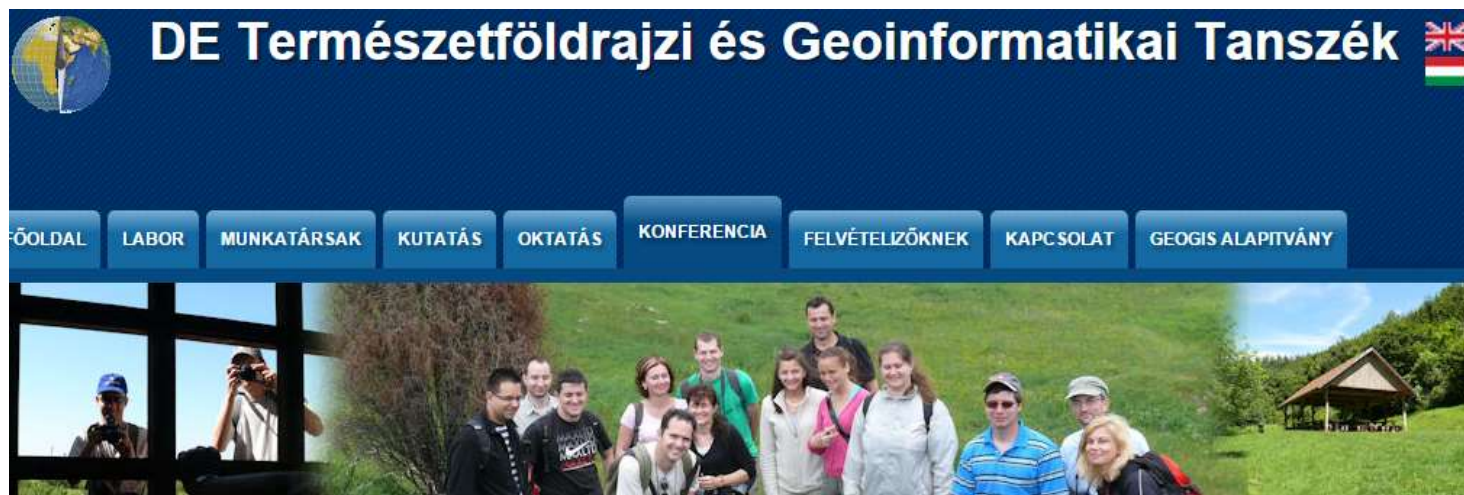 DE Természetföldrajzi és Geoinformatikai Tanszék
FŐOLDAL LABOR MUNKATÁRSAK KUTATÁS OKTATÁS KONFERENCIA FELVÉTELIZŐKNEK KAPCSOLAT GEOGIS ALAPITVÁNY